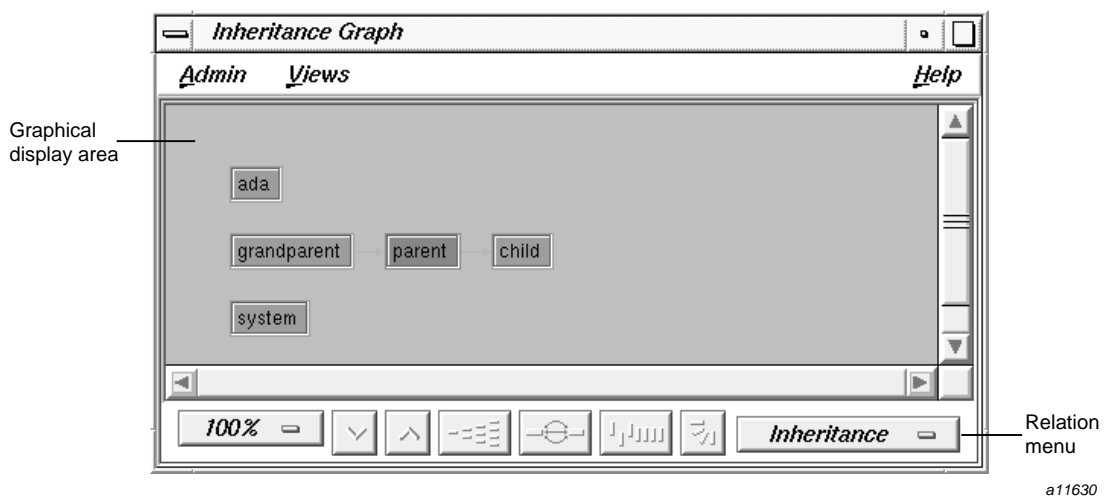 Inheritance Graph
Admin Views Help
Graphical
display area
ada
grandparent parent child
system
100% Inheritance
Relation
menu
a11630